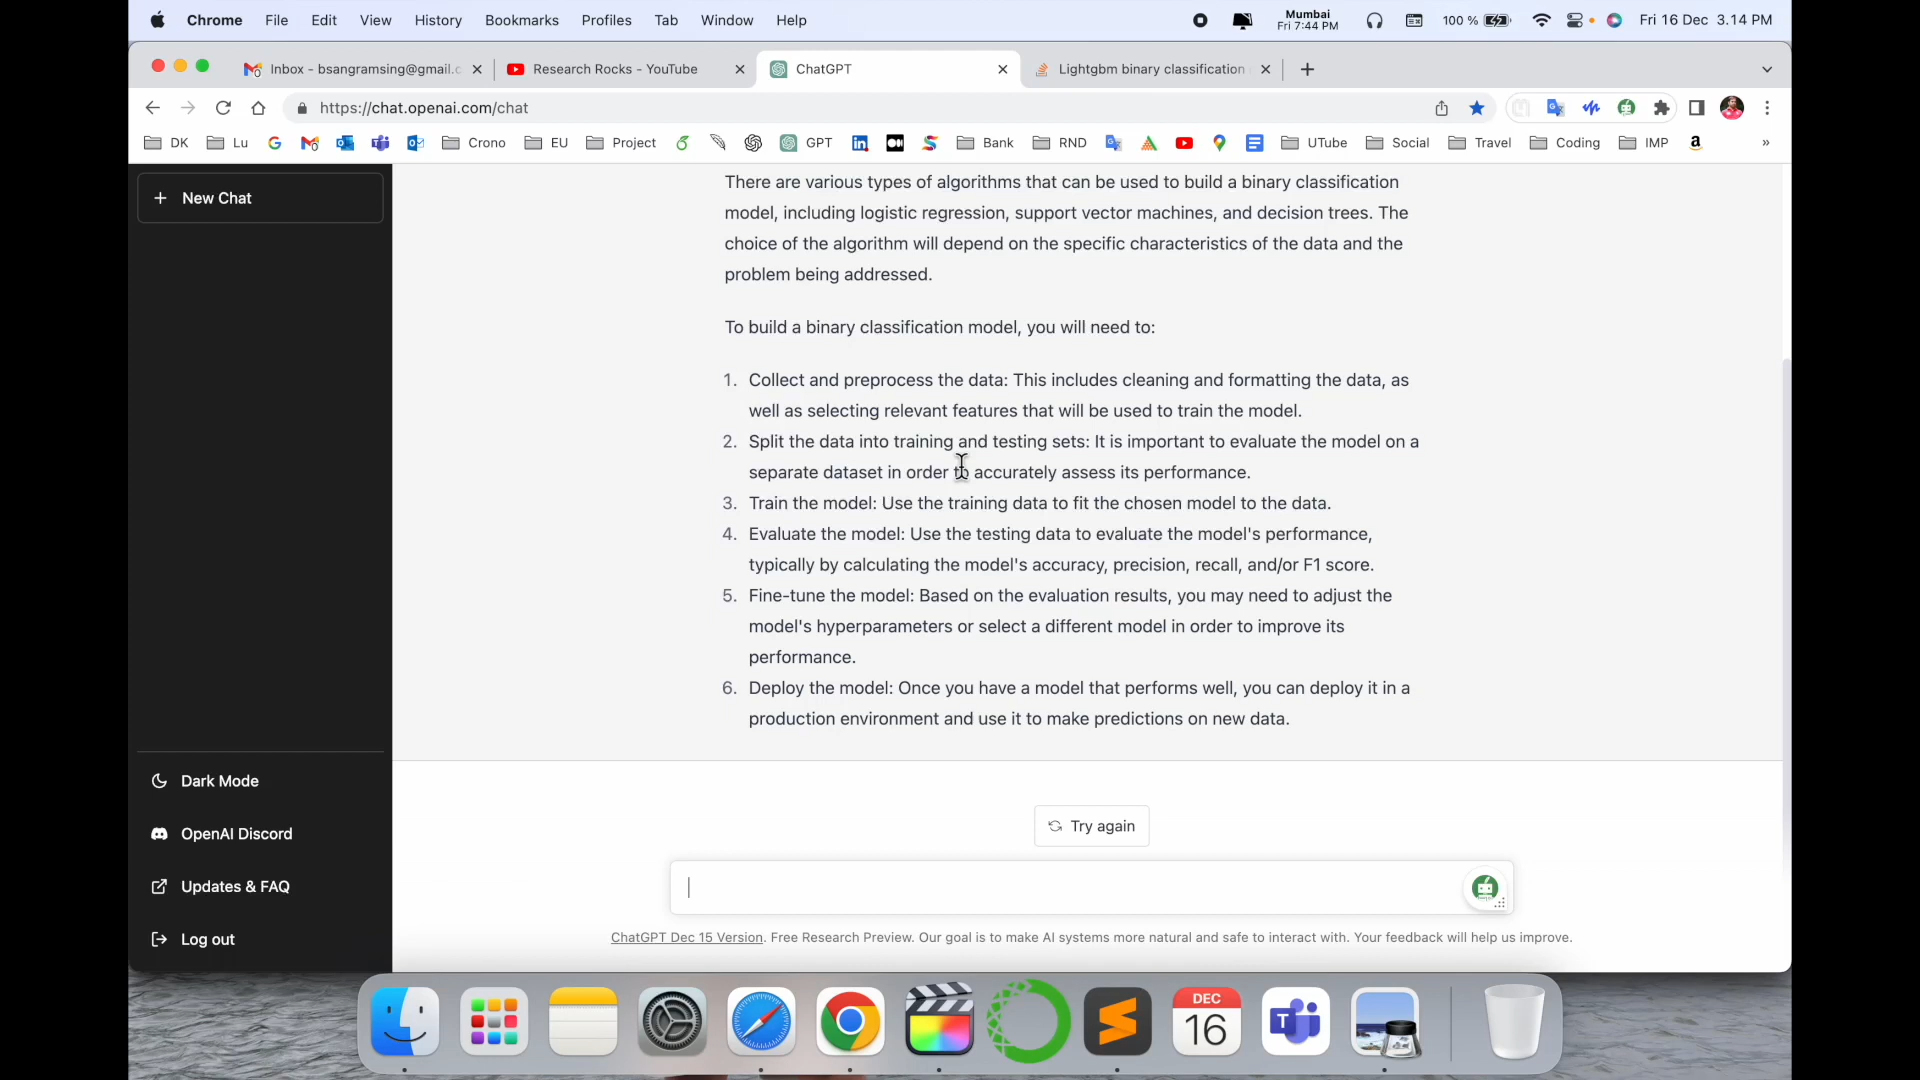 Chrome File Edit View History Bookmarks Profiles Tab Window Help
Mumbai
Fri 7:44 PM
100 %
Fri 16 Dec 3.14 PM
Inbox - bsangramsing@gmail.c
Research Rocks - YouTube
ChatGPT
Lightgbm binary classification
https://chat.openai.com/chat
DK Lu Crono EU Project GPT Bank RND UTube Social Travel Coding IMP »
+ New Chat
There are various types of algorithms that can be used to build a binary classification
model, including logistic regression, support vector machines, and decision trees. The
choice of the algorithm will depend on the specific characteristics of the data and the
problem being addressed.
To build a binary classification model, you will need to:
1. Collect and preprocess the data: This includes cleaning and formatting the data, as
well as selecting relevant features that will be used to train the model.
2. Split the data into training and testing sets: It is important to evaluate the model on a
separate dataset in order to accurately assess its performance.
3. Train the model: Use the training data to fit the chosen model to the data.
4. Evaluate the model: Use the testing data to evaluate the model's performance,
typically by calculating the model's accuracy, precision, recall, and/or F1 score.
5. Fine-tune the model: Based on the evaluation results, you may need to adjust the
model's hyperparameters or select a different model in order to improve its
performance.
6. Deploy the model: Once you have a model that performs well, you can deploy it in a
production environment and use it to make predictions on new data.
Dark Mode
OpenAI Discord
Updates & FAQ
Log out
Try again
ChatGPT Dec 15 Version. Free Research Preview. Our goal is to make AI systems more natural and safe to interact with. Your feedback will help us improve.
DEC
16